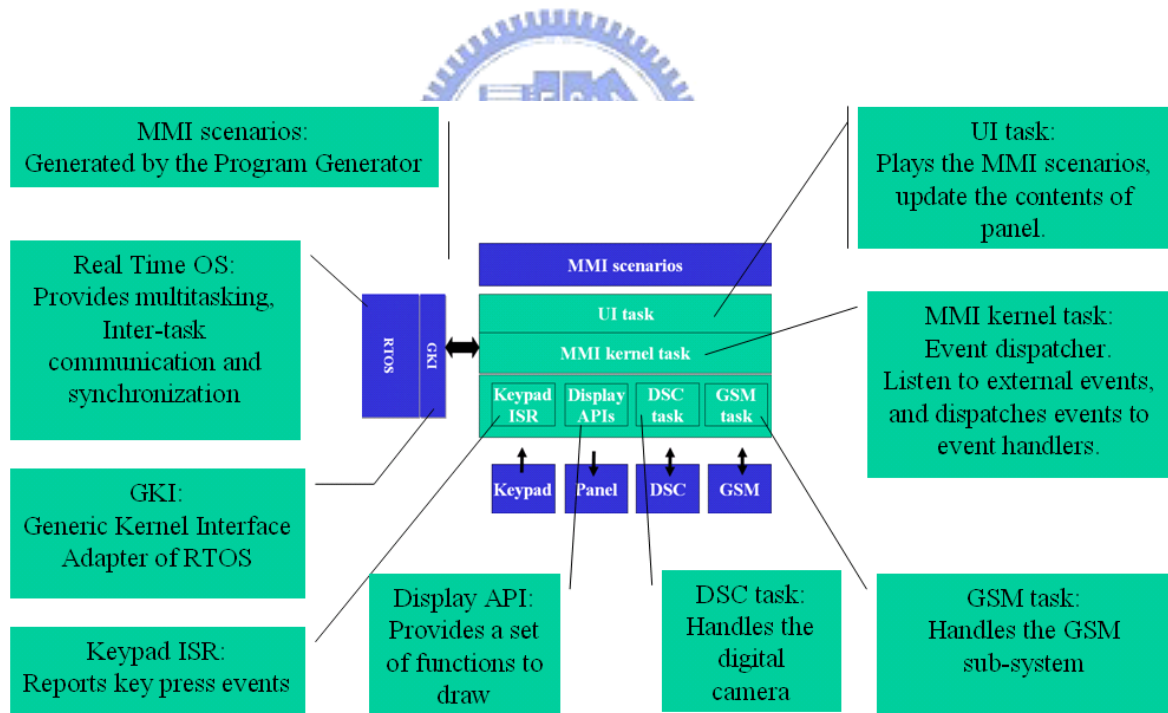 MMI scenarios:
Generated by the Program Generator
UI task:
Plays the MMI scenarios,
update the contents of
panel.
Real Time OS:
Provides multitasking,
Inter-task
communication and
synchronization
MMI scenarios
UI task
MMI kernel task
RTOS
GKI
Keypad
ISR
Display
APIs
DSC
task
GSM
task
Keypad
Panel
DSC
GSM
MMI kernel task:
Event dispatcher.
Listen to external events,
and dispatches events to
event handlers.
GKI:
Generic Kernel Interface
Adapter of RTOS
Keypad ISR:
Reports key press events
Display API:
Provides a set
of functions to
draw
DSC task:
Handles the
digital
camera
GSM task:
Handles the GSM
sub-system